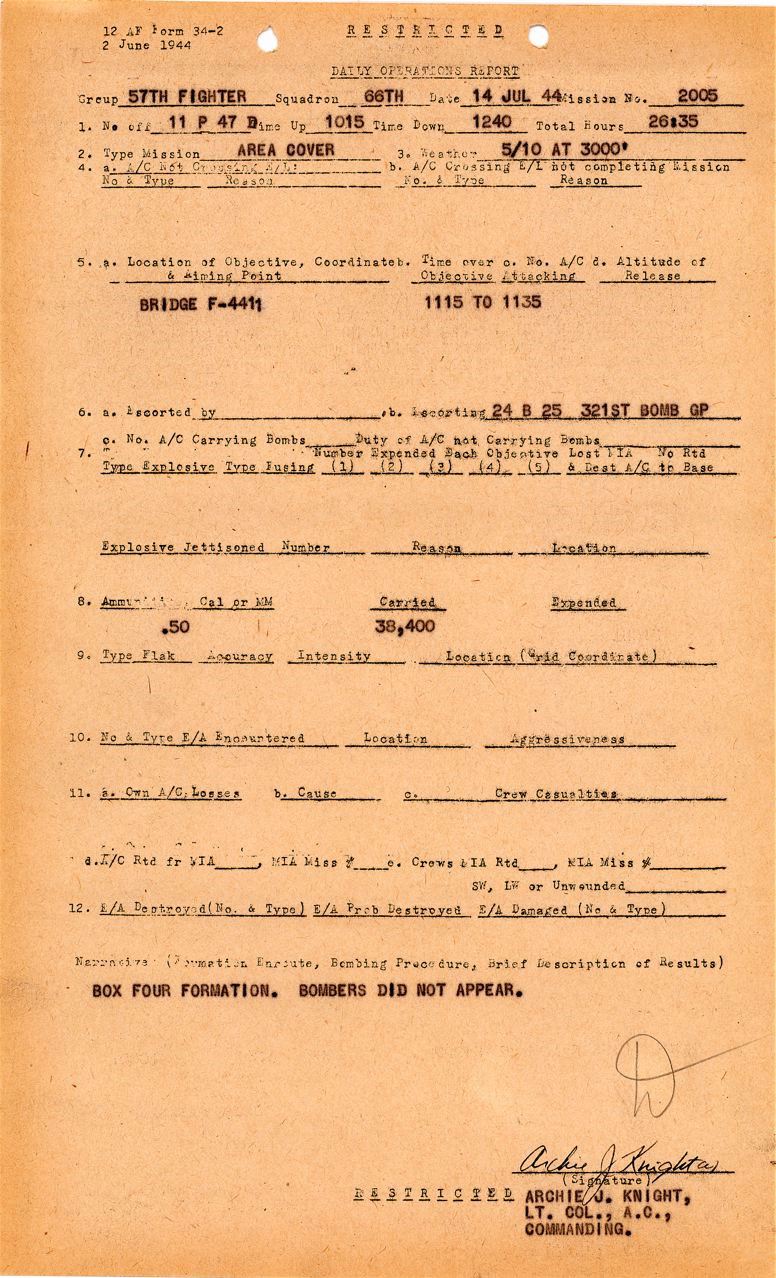 12 AF Form 34-2
RESTRICTED
2 June 1944
DAILY OPERATIONS REPORT
Group 57TH FIGHTER Squadron 66TH Date 14 JUL 44 Mission No. 2005
1. No off 11 P 47 D Time Up 1015 Time Down 1240 Total Hours 26:35
2. Type Mission AREA COVER 3. Weather 5/10 AT 3000'
4. a. A/C Not Crossing E/L: b. A/C Crossing E/L not completing Mission
No & Type Reason No. & Type Reason
5. a. Location of Objective, Coordinate b. Time over c. No. A/C d. Altitude of
& Aiming Point Objective Attacking Release
BRIDGE F-4411 1115 TO 1135
6. a. Escorted by , b. Escorting 24 B 25 321ST BOMB GP
c. No. A/C Carrying Bombs Duty of A/C not Carrying Bombs
7. Number Expended Each Objective Lost MIA No Rtd
Type Explosive Type Fusing (1) (2) (3) (4) (5) & Dest A/C to Base
Explosive Jettisoned Number Reason Location
8. Ammunition, Cal or MM Carried Expended
.50 38,400
9. Type Flak Accuracy Intensity Location (Grid Coordinate)
10. No & Type E/A Encountered Location Aggressiveness
11. a. Own A/C Losses b. Cause c. Crew Casualties
d. A/C Rtd fr MIA , MIA Miss # e. Crews MIA Rtd , MIA Miss #
SW, LW or Unwounded
12. E/A Destroyed (No. & Type) E/A Prob Destroyed E/A Damaged (No & Type)
Narrative: (Formation Enroute, Bombing Procedure, Brief Description of Results)
BOX FOUR FORMATION. BOMBERS DID NOT APPEAR.
Archie J Knight
(Signature)
RESTRICTED ARCHIE J. KNIGHT,
LT. COL., A.C.,
COMMANDING.